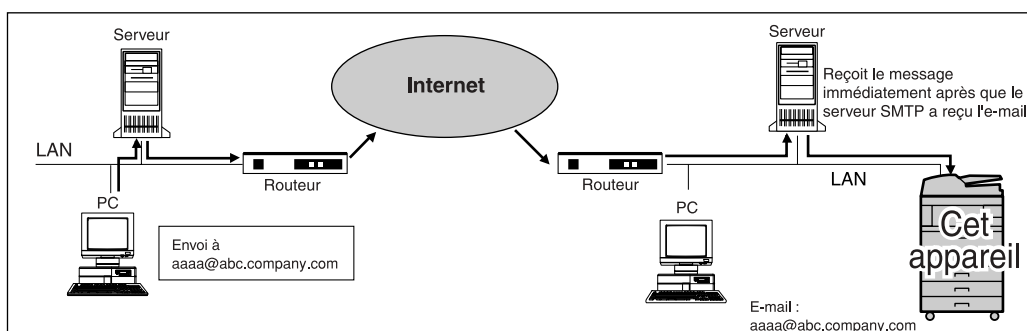 Serveur
Internet
LAN
Routeur
PC
Envoi à
aaaa@abc.company.com
Serveur
Reçoit le message
immédiatement après que le
serveur SMTP a reçu l'e-mail
Routeur
LAN
PC
Cet
appareil
E-mail :
aaaa@abc.company.com